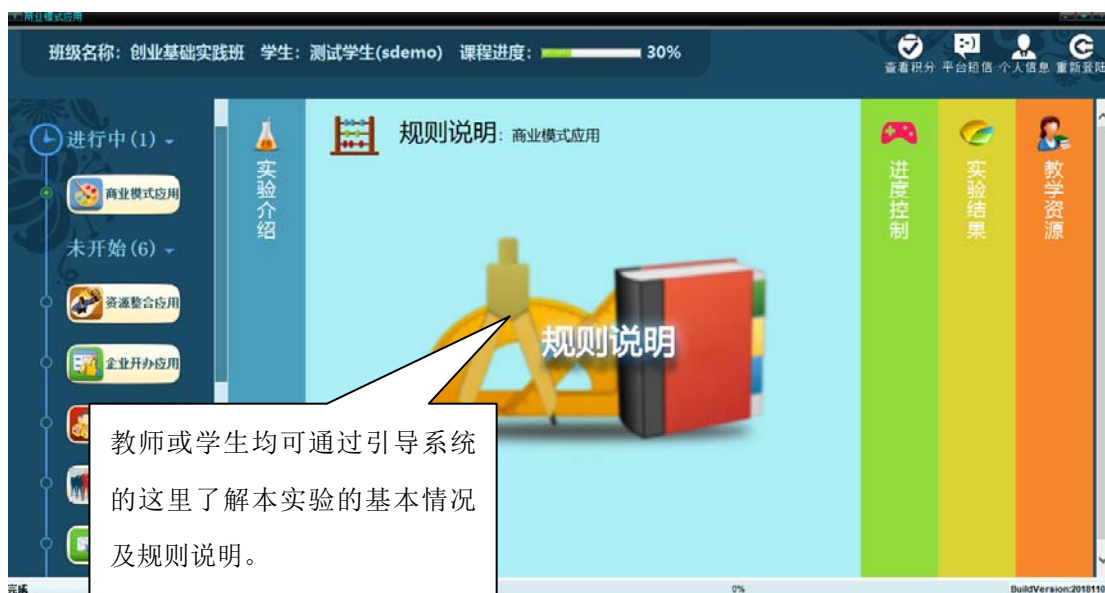 商业模式应用
班级名称：创业基础实践班 学生：测试学生(sdemo) 课程进度： 30%
查看积分 平台短信 个人信息 重新登陆
进行中(1)
商业模式应用
未开始(6)
资源整合应用
企业开办应用
实验介绍
规则说明：商业模式应用
规则说明
教师或学生均可通过引导系统
的这里了解本实验的基本情况
及规则说明。
进度控制
实验结果
教学资源
0%
BuildVersion:2018110